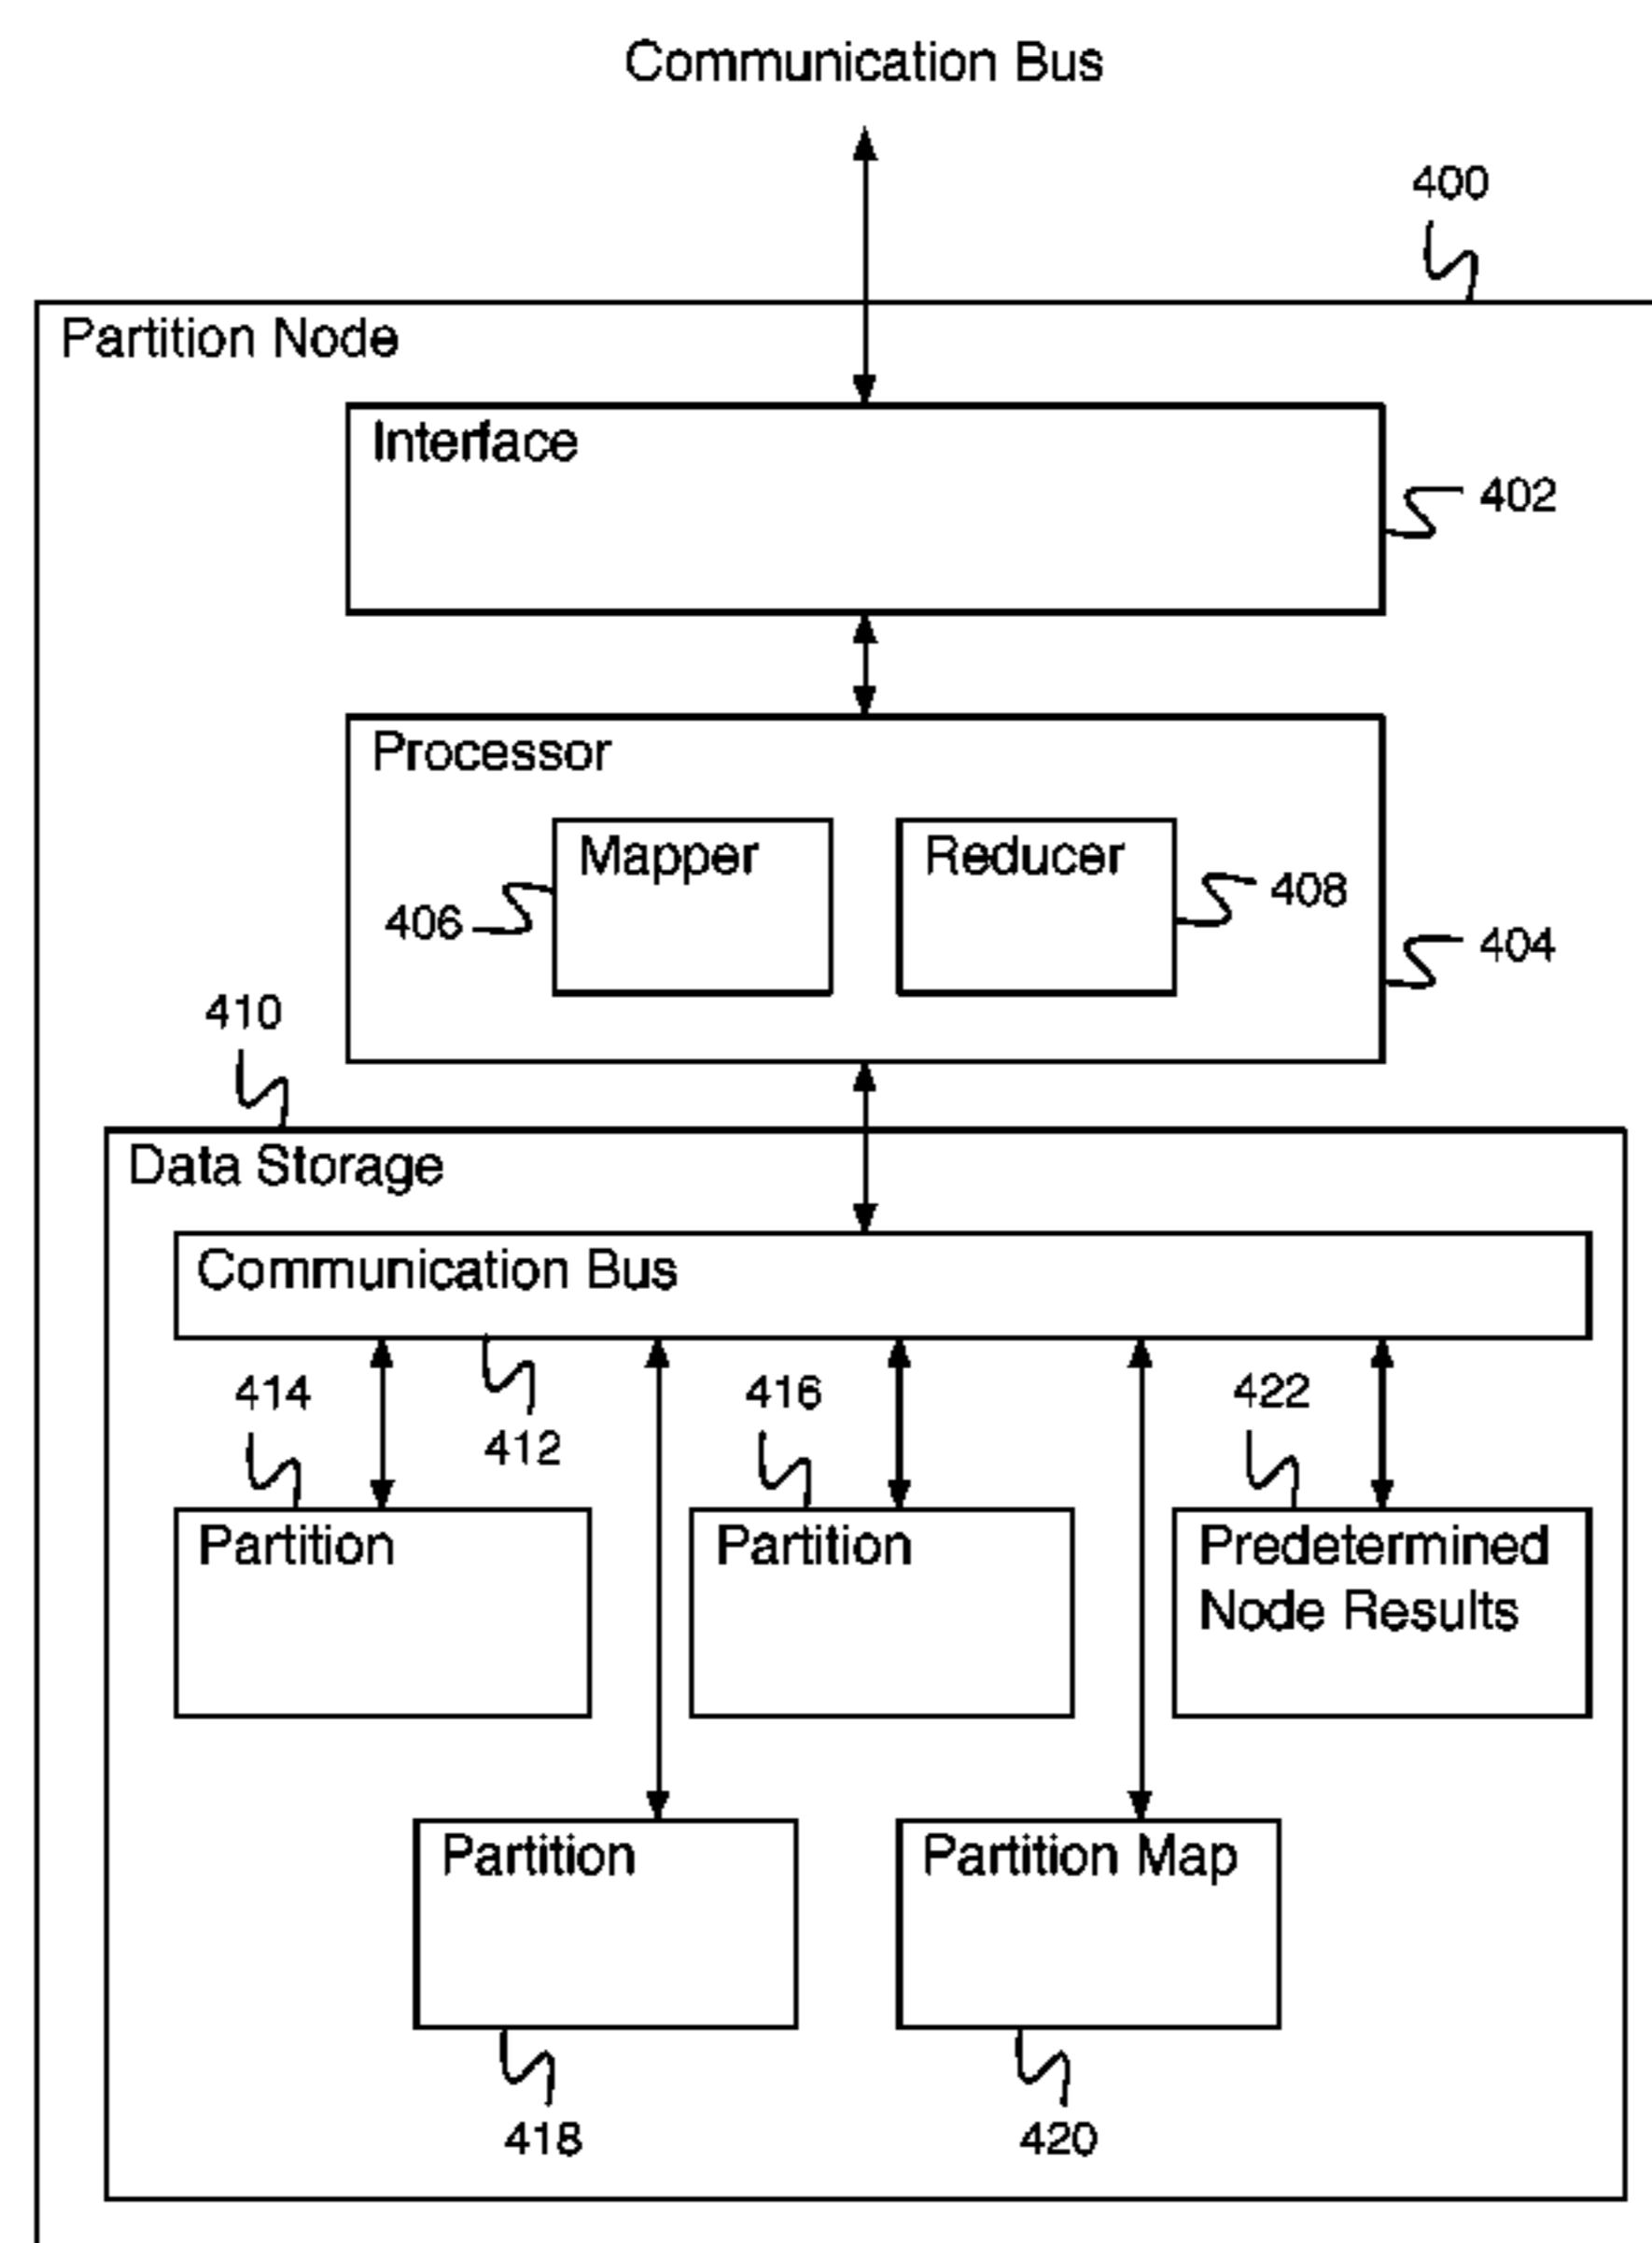 Communication Bus
400
Partition Node
Interface
402
Processor
Mapper
Reducer
406
408
404
410
Data Storage
Communication Bus
414
412
416
422
Partition
Partition
Predetermined
Node Results
Partition
Partition Map
418
420